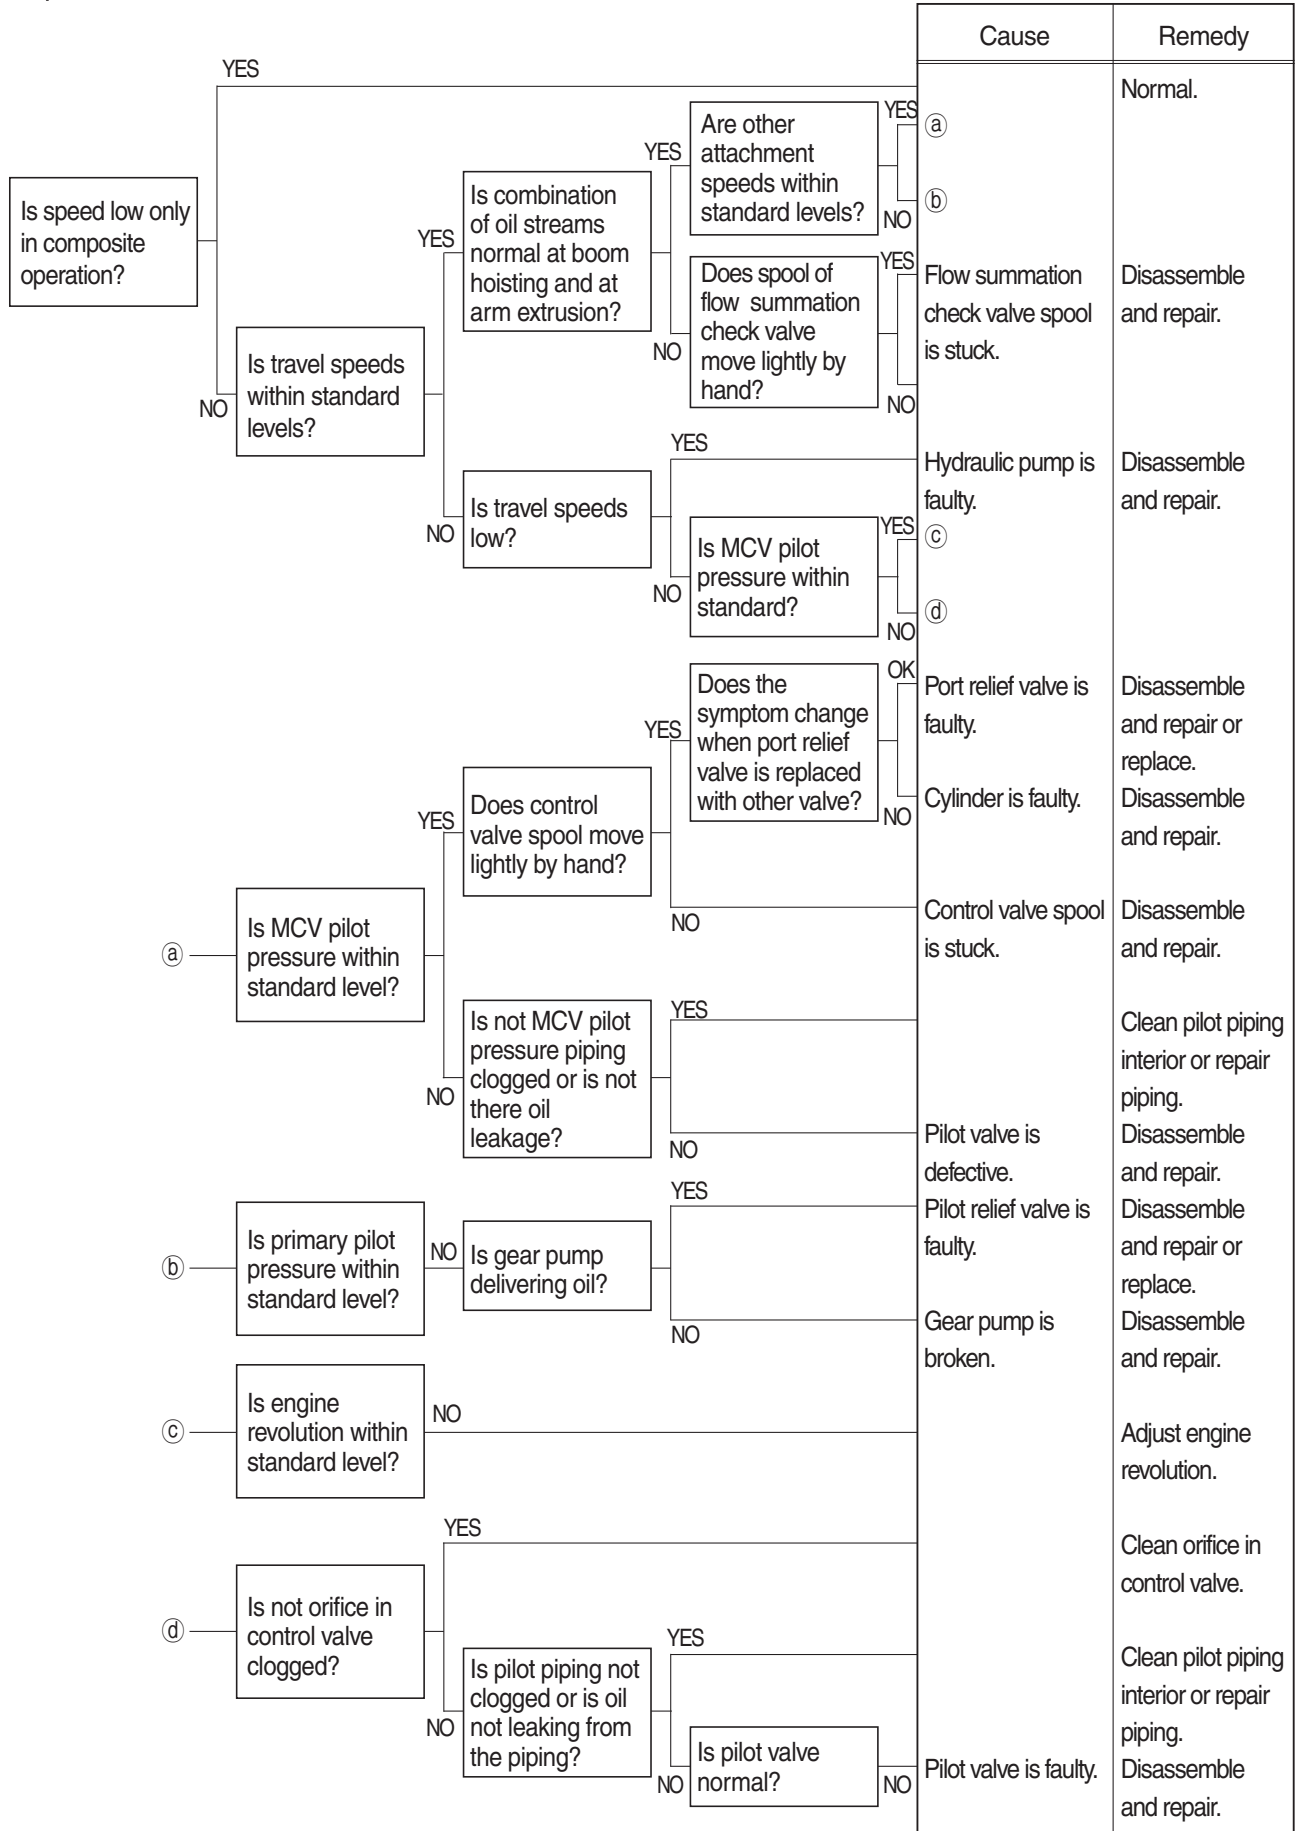 Cause
Remedy
YES
Normal.
Is speed low only
in composite
operation?
NO
Is travel speeds
within standard
levels?
YES
Is combination
of oil streams
normal at boom
hoisting and at
arm extrusion?
YES
Are other
attachment
speeds within
standard levels?
YES
ⓐ
NO
ⓑ
NO
Does spool of
flow summation
check valve
move lightly by
hand?
YES
Flow summation
check valve spool
is stuck.
Disassemble
and repair.
NO
NO
Is travel speeds
low?
YES
Hydraulic pump is
faulty.
Disassemble
and repair.
NO
Is MCV pilot
pressure within
standard?
YES
ⓒ
NO
ⓓ
ⓐ
Is MCV pilot
pressure within
standard level?
YES
Does control
valve spool move
lightly by hand?
YES
Does the
symptom change
when port relief
valve is replaced
with other valve?
OK
Port relief valve is
faulty.
Disassemble
and repair or
replace.
NO
Cylinder is faulty.
Disassemble
and repair.
NO
Control valve spool
is stuck.
Disassemble
and repair.
NO
Is not MCV pilot
pressure piping
clogged or is not
there oil
leakage?
YES
Clean pilot piping
interior or repair
piping.
NO
Pilot valve is
defective.
Disassemble
and repair.
ⓑ
Is primary pilot
pressure within
standard level?
NO
Is gear pump
delivering oil?
YES
Pilot relief valve is
faulty.
Disassemble
and repair or
replace.
NO
Gear pump is
broken.
Disassemble
and repair.
ⓒ
Is engine
revolution within
standard level?
NO
Adjust engine
revolution.
ⓓ
Is not orifice in
control valve
clogged?
YES
Clean orifice in
control valve.
NO
Is pilot piping not
clogged or is oil
not leaking from
the piping?
YES
Clean pilot piping
interior or repair
piping.
NO
Is pilot valve
normal?
NO
Pilot valve is faulty.
Disassemble
and repair.